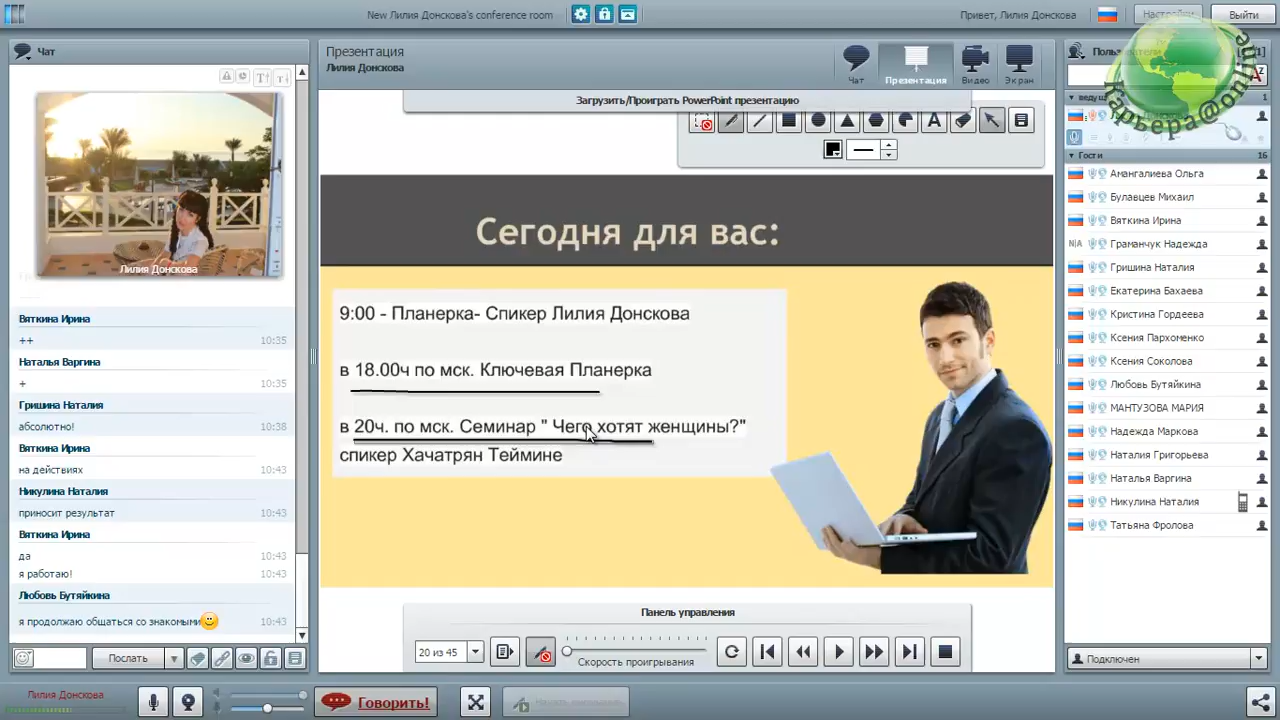 New Лилия Донскова's conference room
Привет, Лилия Донскова
Настройки
Выйти
Чат
Лилия Донскова
Вяткина Ирина
++ 10:35
Наталья Варгина
+ 10:35
Гришина Наталия
абсолютно! 10:38
Вяткина Ирина
на действиях 10:43
Никулина Наталия
приносит результат 10:43
Вяткина Ирина
да 10:43
я работаю! 10:43
Любовь Бутяйкина
я продолжаю общаться со знакомыми 10:43
Послать
Презентация
Лилия Донскова
Чат
Презентация
Видео
Экран
Загрузить/Проиграть PowerPoint презентацию
A
Сегодня для вас:
9:00 - Планерка- Спикер Лилия Донскова
в 18.00ч по мск. Ключевая Планерка
в 20ч. по мск. Семинар " Чего хотят женщины?"
спикер Хачатрян Теймине
Панель управления
20 из 45
Скорость проигрывания
карьера@online
1
Гости 16
Амангалиева Ольга
Булавцев Михаил
Вяткина Ирина
N/A Граманчук Надежда
Гришина Наталия
Екатерина Бахаева
Кристина Гордеева
Ксения Пархоменко
Ксения Соколова
Любовь Бутяйкина
МАНТУЗОВА МАРИЯ
Надежда Маркова
Наталия Григорьева
Наталья Варгина
Никулина Наталия
Татьяна Фролова
Подключен
Лилия Донскова
Говорить!